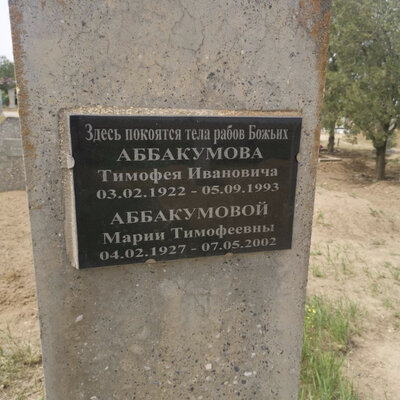 Здесь покоятся тела рабов Божьих
АББАКУМОВА
Тимофея Ивановича
03.02.1922 - 05.09.1993
АББАКУМОВОЙ
Марии Тимофеевны
04.02.1927 - 07.05.2002